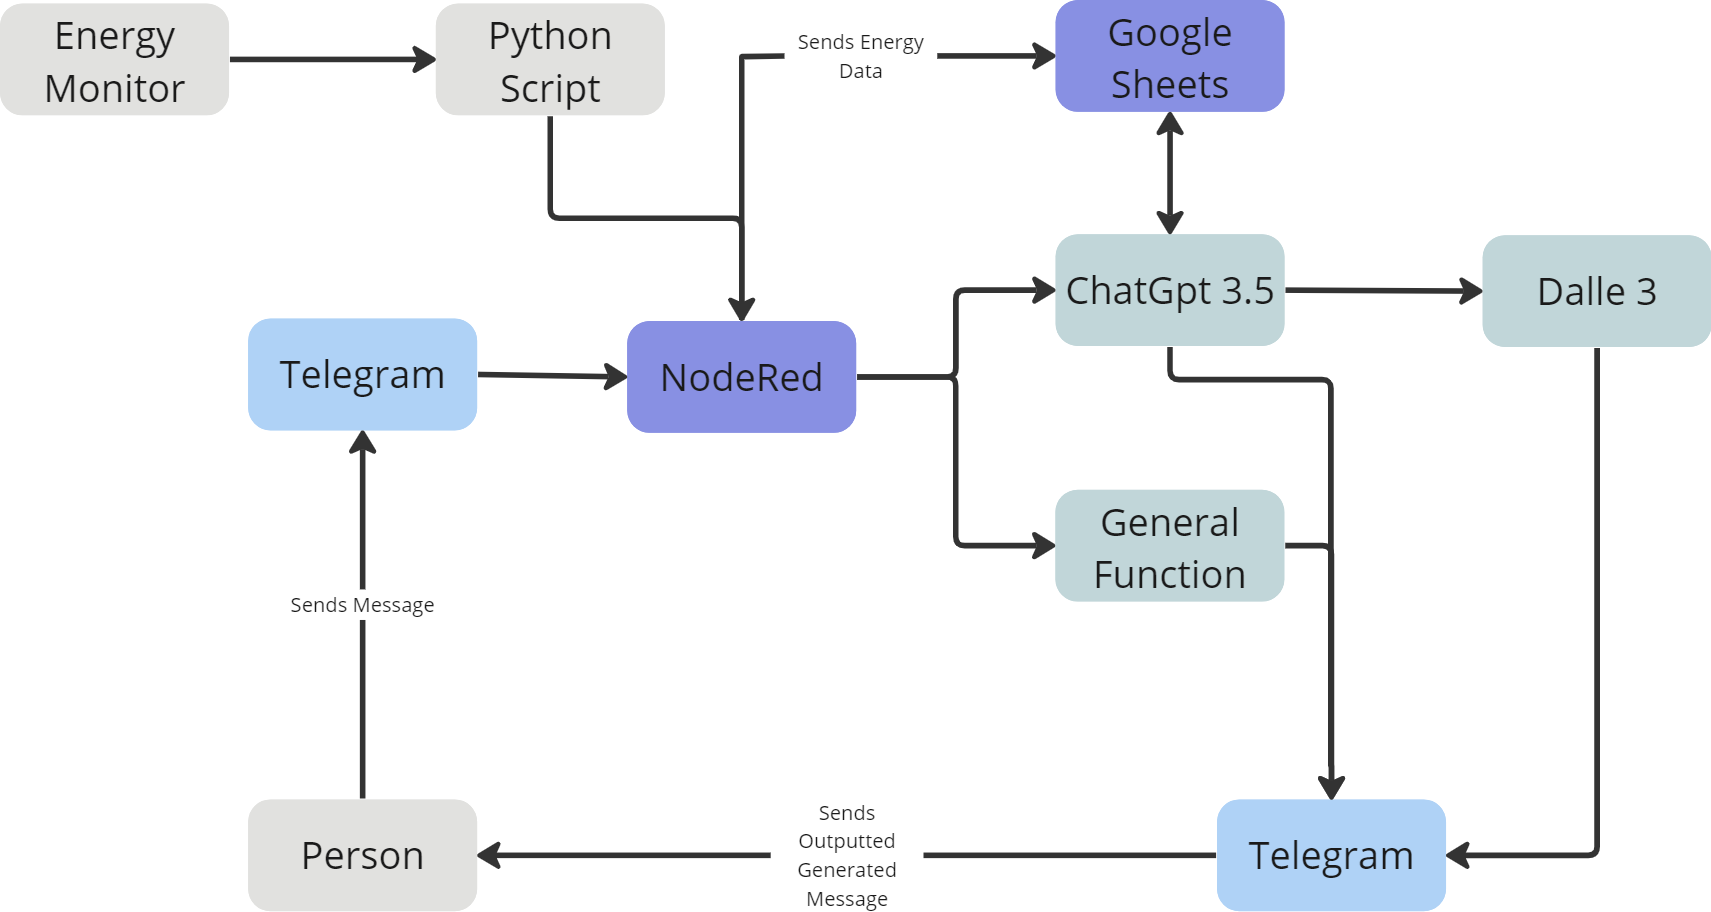 Energy
Monitor
Python
Script
Sends Energy
Data
Google
Sheets
ChatGpt 3.5
Dalle 3
Telegram
NodeRed
General
Function
Sends Message
Person
Sends
Outputted
Generated
Message
Telegram